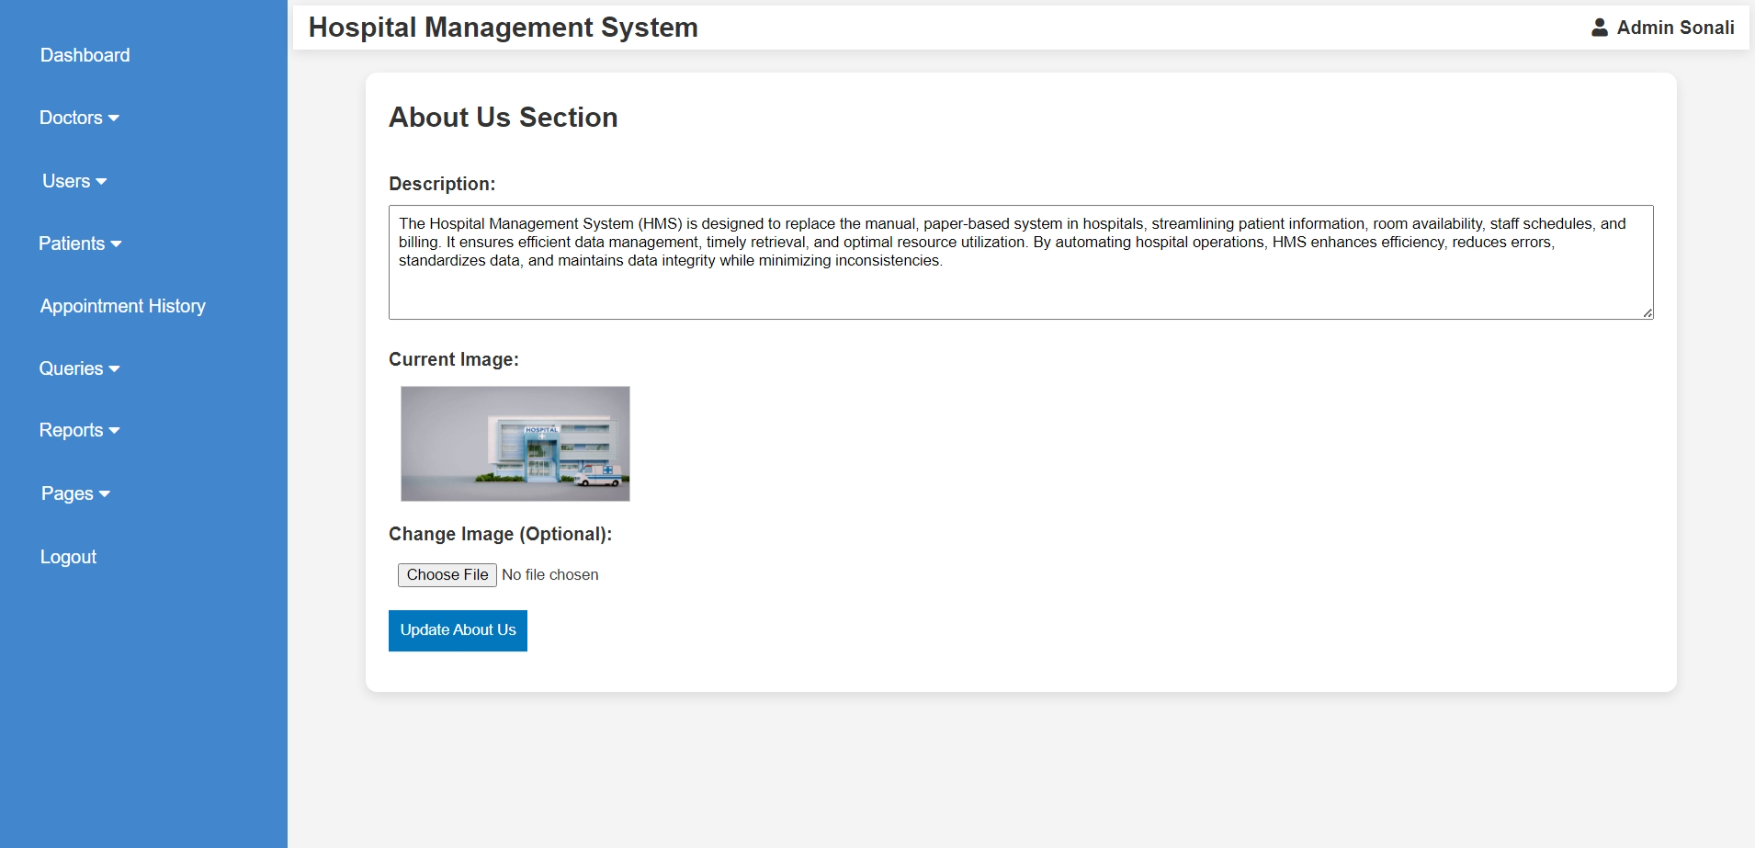 Dashboard
Doctors
Users
Patients
Appointment History
Queries
Reports
Pages
Logout
Hospital Management System
Admin Sonali
About Us Section
Description:
The Hospital Management System (HMS) is designed to replace the manual, paper-based system in hospitals, streamlining patient information, room availability, staff schedules, and
billing. It ensures efficient data management, timely retrieval, and optimal resource utilization. By automating hospital operations, HMS enhances efficiency, reduces errors,
standardizes data, and maintains data integrity while minimizing inconsistencies.
Current Image:
HOSPITAL
Change Image (Optional):
Choose File No file chosen
Update About Us